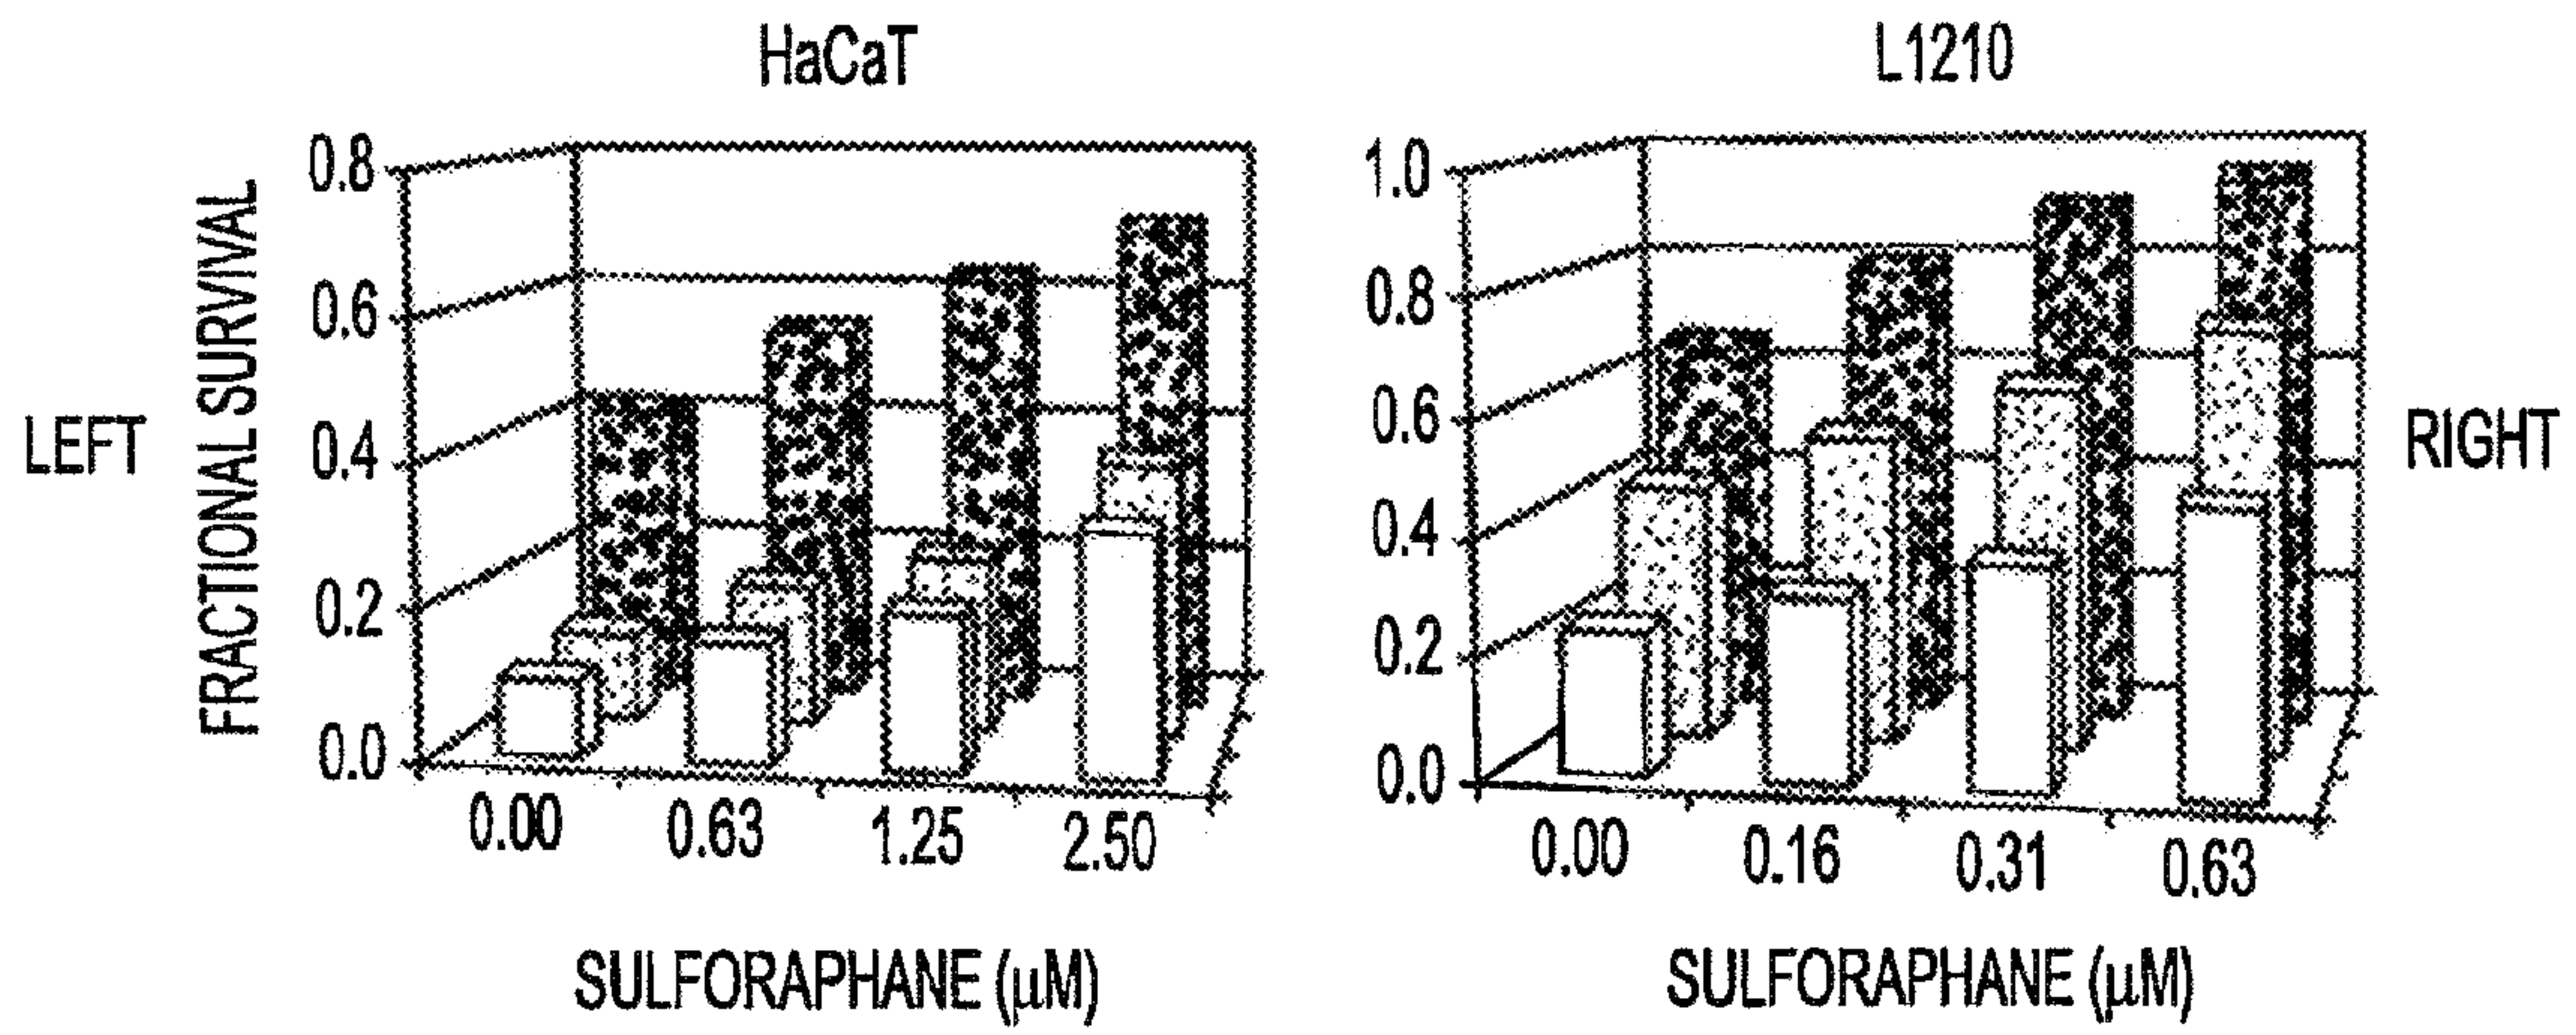 HaCaT
L1210
LEFT
FRACTIONAL SURVIVAL
0.8
0.6
0.4
0.2
0.0
0.00 0.63 1.25 2.50
SULFORAPHANE (μM)
1.0
0.8
0.6
0.4
0.2
0.0
0.00 0.16 0.31 0.63
SULFORAPHANE (μM)
RIGHT